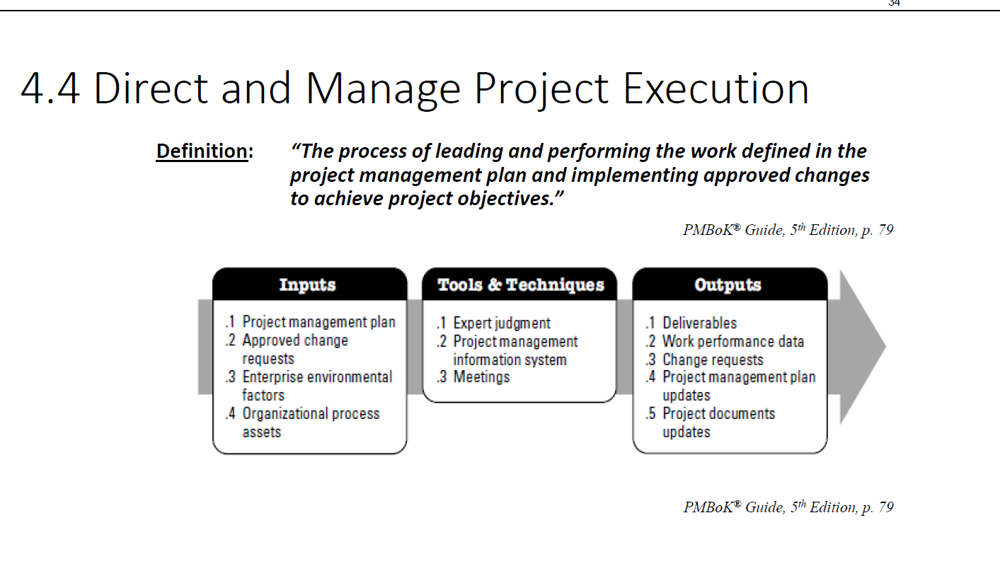 34
4.4 Direct and Manage Project Execution
Definition: “The process of leading and performing the work defined in the
project management plan and implementing approved changes
to achieve project objectives.”
PMBoK® Guide, 5th Edition, p. 79
Inputs
.1 Project management plan
.2 Approved change
requests
.3 Enterprise environmental
factors
.4 Organizational process
assets
Tools & Techniques
.1 Expert judgment
.2 Project management
information system
.3 Meetings
Outputs
.1 Deliverables
.2 Work performance data
.3 Change requests
.4 Project management plan
updates
.5 Project documents
updates
PMBoK® Guide, 5th Edition, p. 79